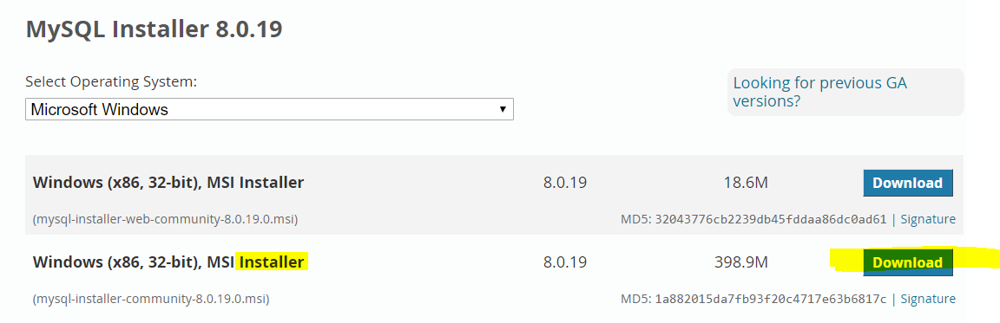 MySQL Installer 8.0.19
Select Operating System:
Microsoft Windows
Looking for previous GA
versions?
Windows (x86, 32-bit), MSI Installer 8.0.19 18.6M Download
(mysql-installer-web-community-8.0.19.0.msi) MD5: 32043776cb2239db45fddaa86dc0ad61 | Signature
Windows (x86, 32-bit), MSI Installer 8.0.19 398.9M Download
(mysql-installer-community-8.0.19.0.msi) MD5: 1a882015da7fb93f20c4717e63b6817c | Signature